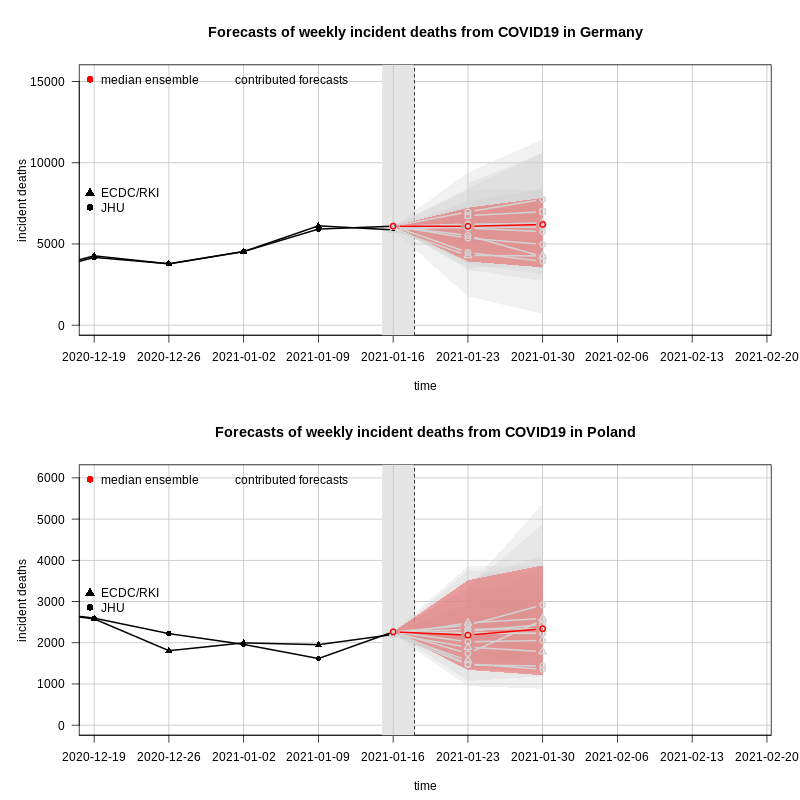 Forecasts of weekly incident deaths from COVID19 in Germany
median ensemble contributed forecasts
ECDC/RKI
JHU
15000
10000
5000
0
incident deaths
2020-12-19 2020-12-26 2021-01-02 2021-01-09 2021-01-16 2021-01-23 2021-01-30 2021-02-06 2021-02-13 2021-02-20
time
Forecasts of weekly incident deaths from COVID19 in Poland
median ensemble contributed forecasts
ECDC/RKI
JHU
6000
5000
4000
3000
2000
1000
0
incident deaths
2020-12-19 2020-12-26 2021-01-02 2021-01-09 2021-01-16 2021-01-23 2021-01-30 2021-02-06 2021-02-13 2021-02-20
time